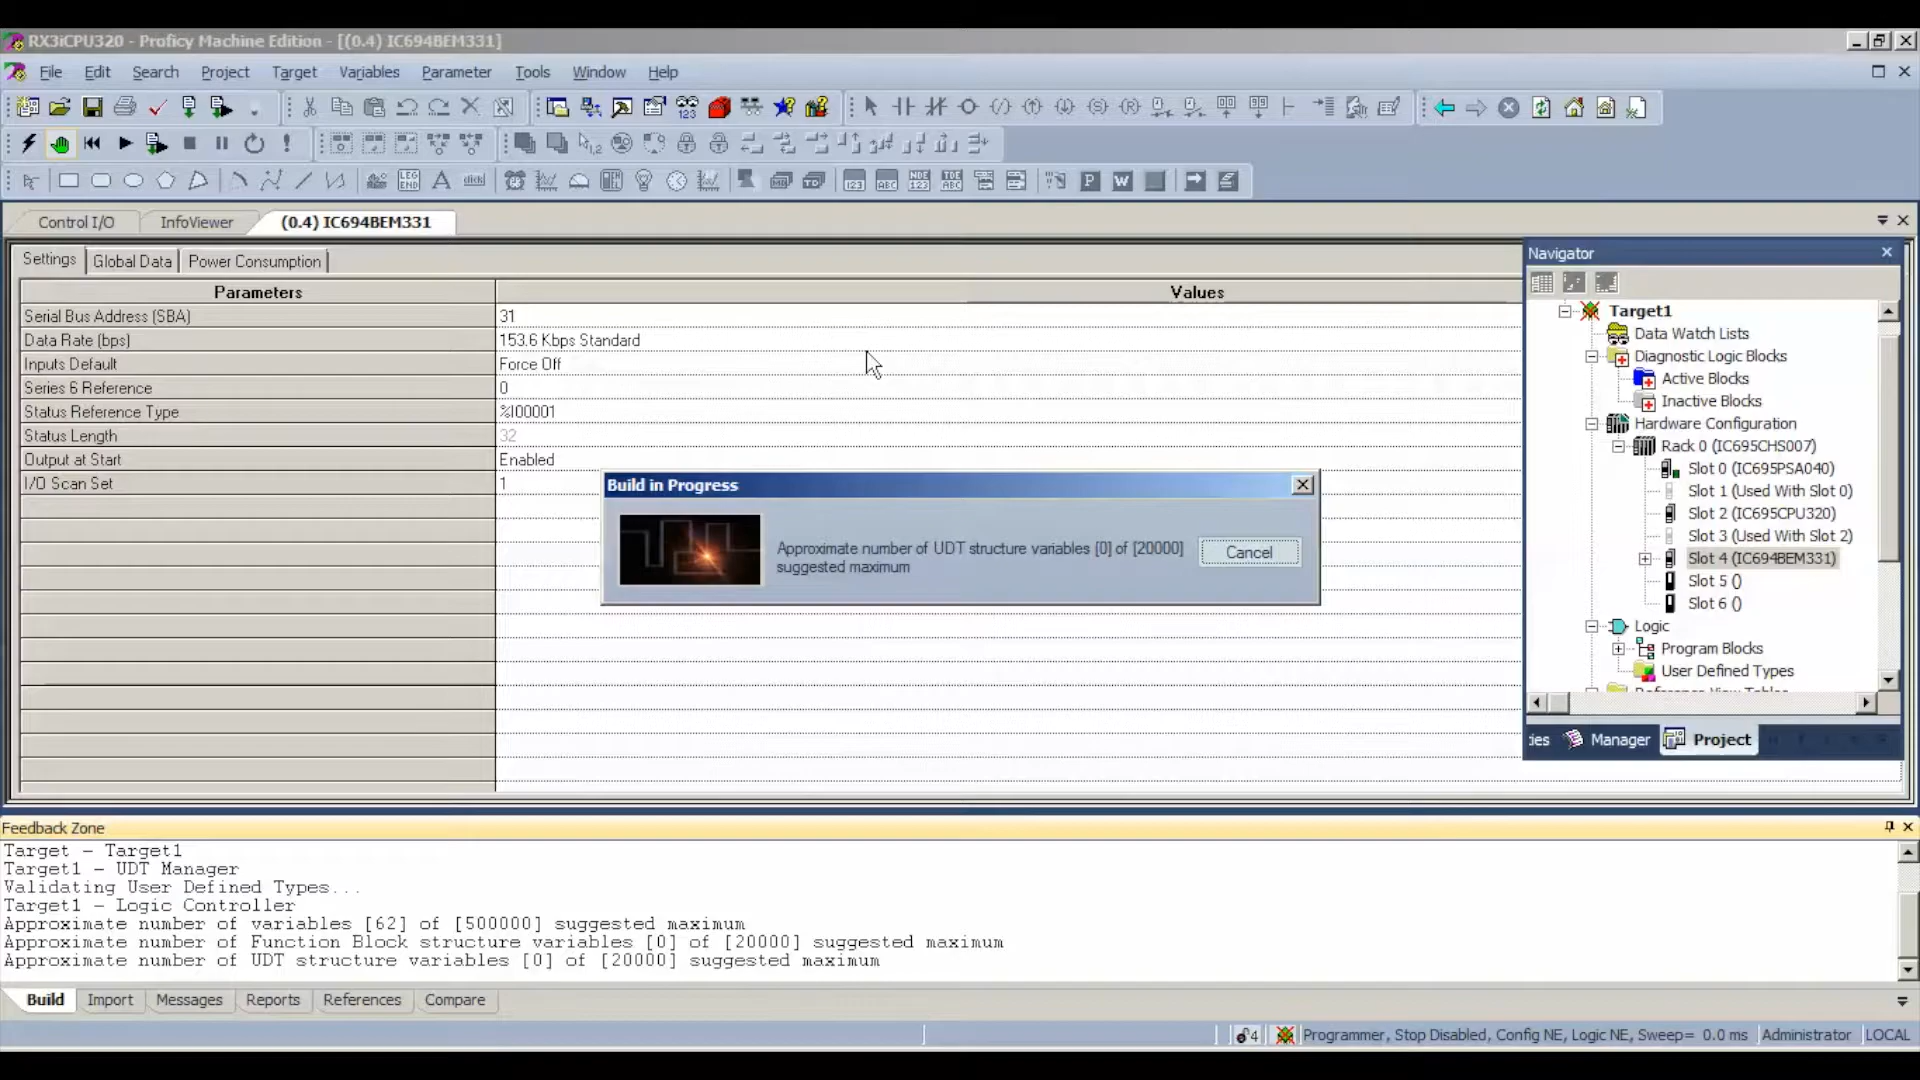 RX3iCPU320 - Proficy Machine Edition - [(0.4) IC694BEM331]
File Edit Search Project Target Variables Parameter Tools Window Help
Control I/O InfoViewer (0.4) IC694BEM331
Settings Global Data Power Consumption
Parameters Values
Serial Bus Address (SBA) 31
Data Rate (bps) 153.6 Kbps Standard
Inputs Default Force Off
Series 6 Reference 0
Status Reference Type %I00001
Status Length 32
Output at Start Enabled
I/O Scan Set 1
Build in Progress
Approximate number of UDT structure variables [0] of [20000]
suggested maximum
Cancel
Navigator
Target1
Data Watch Lists
Diagnostic Logic Blocks
Active Blocks
Inactive Blocks
Hardware Configuration
Rack 0 (IC695CHS007)
Slot 0 (IC695PSA040)
Slot 1 (Used With Slot 0)
Slot 2 (IC695CPU320)
Slot 3 (Used With Slot 2)
Slot 4 (IC694BEM331)
Slot 5 ()
Slot 6 ()
Logic
Program Blocks
User Defined Types
ies Manager Project
Feedback Zone
Target - Target1
Target1 - UDT Manager
Validating User Defined Types...
Target1 - Logic Controller
Approximate number of variables [62] of [500000] suggested maximum
Approximate number of Function Block structure variables [0] of [20000] suggested maximum
Approximate number of UDT structure variables [0] of [20000] suggested maximum
Build Import Messages Reports References Compare
4 Programmer, Stop Disabled, Config NE, Logic NE, Sweep= 0.0 ms Administrator LOCAL